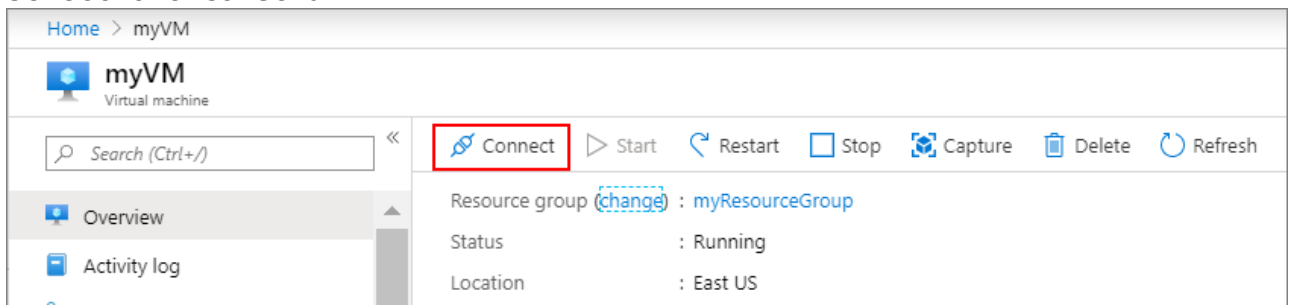 Home > myVM
myVM
Virtual machine
Search (Ctrl+/)
«
Connect Start Restart Stop Capture Delete Refresh
Overview
Activity log
Resource group (change) : myResourceGroup
Status : Running
Location : East US